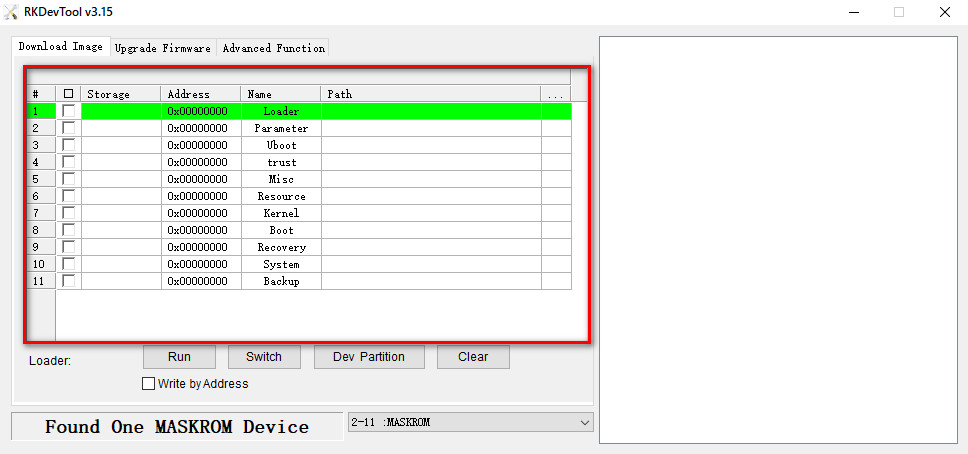 RKDevTool v3.15
Download Image Upgrade Firmware Advanced Function
# Storage Address Name Path ...
1 0x00000000 Loader
2 0x00000000 Parameter
3 0x00000000 Uboot
4 0x00000000 trust
5 0x00000000 Misc
6 0x00000000 Resource
7 0x00000000 Kernel
8 0x00000000 Boot
9 0x00000000 Recovery
10 0x00000000 System
11 0x00000000 Backup
Loader: Run Switch Dev Partition Clear
Write by Address
Found One MASKROM Device 2-11 :MASKROM